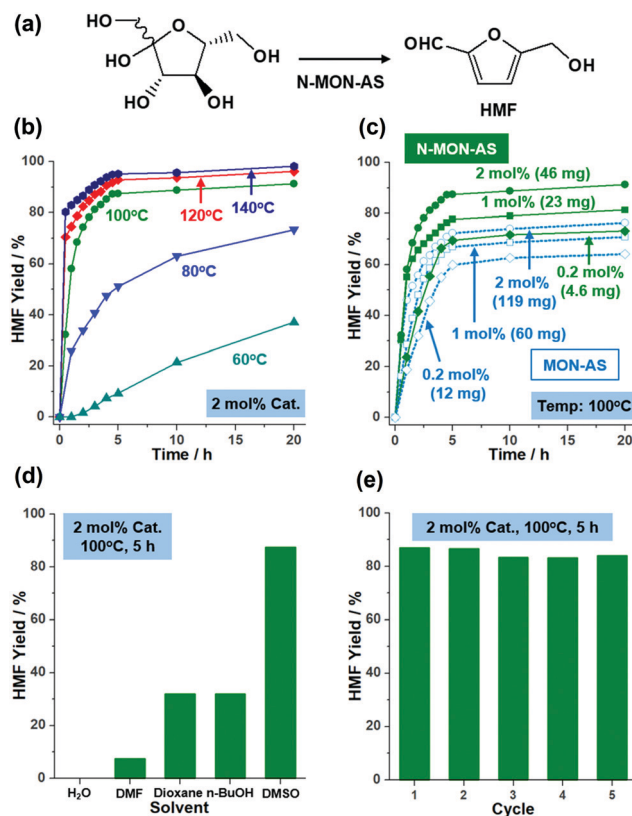 (a)
HO
HO
O
OH
HO
OH
N-MON-AS
OHC
O
OH
HMF
(b)
HMF Yield / %
100
80
60
40
20
0
140°C
120°C
100°C
80°C
60°C
2 mol% Cat.
0 5 10 15 20
Time / h
(c)
N-MON-AS
HMF Yield / %
100
80
60
40
20
0
2 mol% (46 mg)
1 mol% (23 mg)
0.2 mol%
(4.6 mg)
2 mol%
(119 mg)
1 mol% (60 mg)
0.2 mol%
(12 mg)
MON-AS
Temp: 100°C
0 5 10 15 20
Time / h
(d)
2 mol% Cat.
100°C, 5 h
HMF Yield / %
100
80
60
40
20
0
H2O DMF Dioxane n-BuOH DMSO
Solvent
(e)
2 mol% Cat., 100°C, 5 h
HMF Yield / %
100
80
60
40
20
0
1 2 3 4 5
Cycle